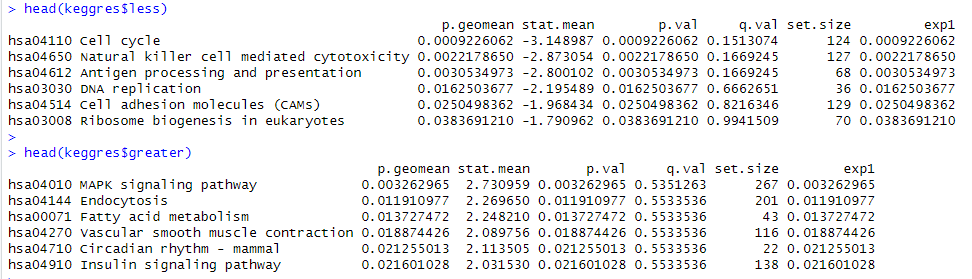 > head(keggres$less)
p.geomean stat.mean p.val q.val set.size exp1
hsa04110 Cell cycle 0.0009226062 -3.148987 0.0009226062 0.1513074 124 0.0009226062
hsa04650 Natural killer cell mediated cytotoxicity 0.0022178650 -2.873054 0.0022178650 0.1669245 127 0.0022178650
hsa04612 Antigen processing and presentation 0.0030534973 -2.800102 0.0030534973 0.1669245 68 0.0030534973
hsa03030 DNA replication 0.0162503677 -2.195489 0.0162503677 0.6662651 36 0.0162503677
hsa04514 Cell adhesion molecules (CAMs) 0.0250498362 -1.968434 0.0250498362 0.8216346 129 0.0250498362
hsa03008 Ribosome biogenesis in eukaryotes 0.0383691210 -1.790962 0.0383691210 0.9941509 70 0.0383691210
>
> head(keggres$greater)
p.geomean stat.mean p.val q.val set.size exp1
hsa04010 MAPK signaling pathway 0.003262965 2.730959 0.003262965 0.5351263 267 0.003262965
hsa04144 Endocytosis 0.011910977 2.269650 0.011910977 0.5533536 201 0.011910977
hsa00071 Fatty acid metabolism 0.013727472 2.248210 0.013727472 0.5533536 43 0.013727472
hsa04270 Vascular smooth muscle contraction 0.018874426 2.089756 0.018874426 0.5533536 116 0.018874426
hsa04710 Circadian rhythm - mammal 0.021255013 2.113505 0.021255013 0.5533536 22 0.021255013
hsa04910 Insulin signaling pathway 0.021601028 2.031530 0.021601028 0.5533536 138 0.021601028